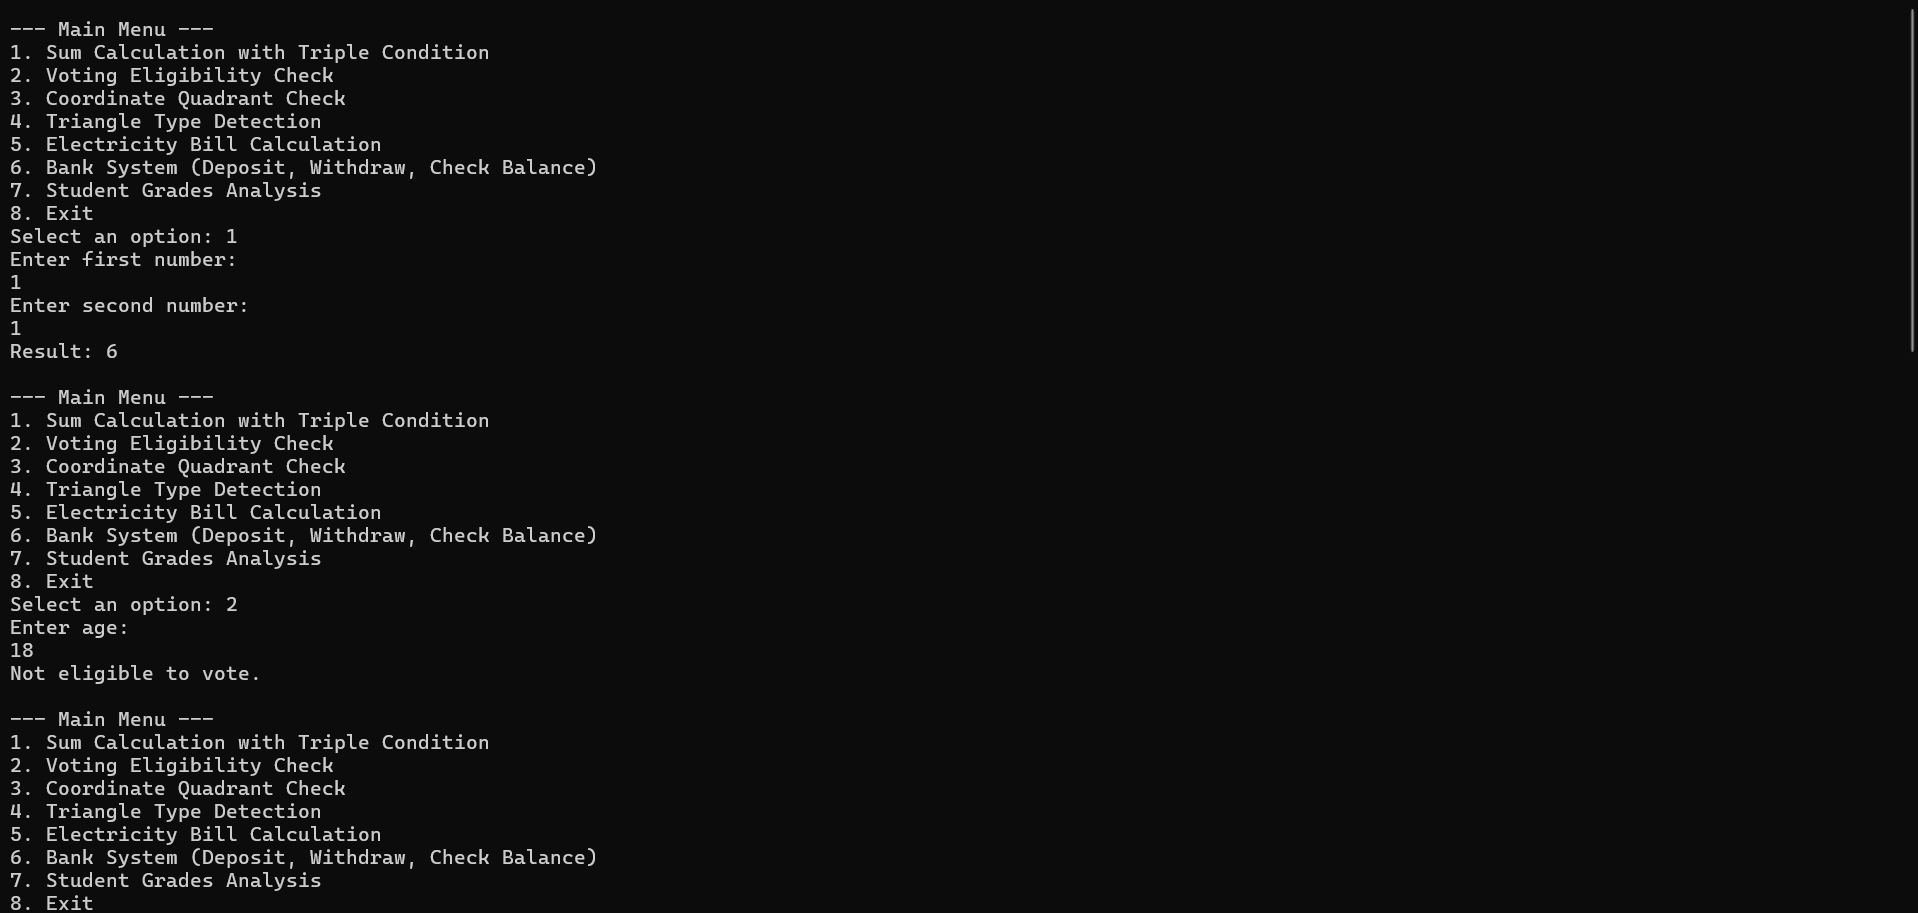 --- Main Menu ---
1. Sum Calculation with Triple Condition
2. Voting Eligibility Check
3. Coordinate Quadrant Check
4. Triangle Type Detection
5. Electricity Bill Calculation
6. Bank System (Deposit, Withdraw, Check Balance)
7. Student Grades Analysis
8. Exit
Select an option: 1
Enter first number:
1
Enter second number:
1
Result: 6

--- Main Menu ---
1. Sum Calculation with Triple Condition
2. Voting Eligibility Check
3. Coordinate Quadrant Check
4. Triangle Type Detection
5. Electricity Bill Calculation
6. Bank System (Deposit, Withdraw, Check Balance)
7. Student Grades Analysis
8. Exit
Select an option: 2
Enter age:
18
Not eligible to vote.

--- Main Menu ---
1. Sum Calculation with Triple Condition
2. Voting Eligibility Check
3. Coordinate Quadrant Check
4. Triangle Type Detection
5. Electricity Bill Calculation
6. Bank System (Deposit, Withdraw, Check Balance)
7. Student Grades Analysis
8. Exit